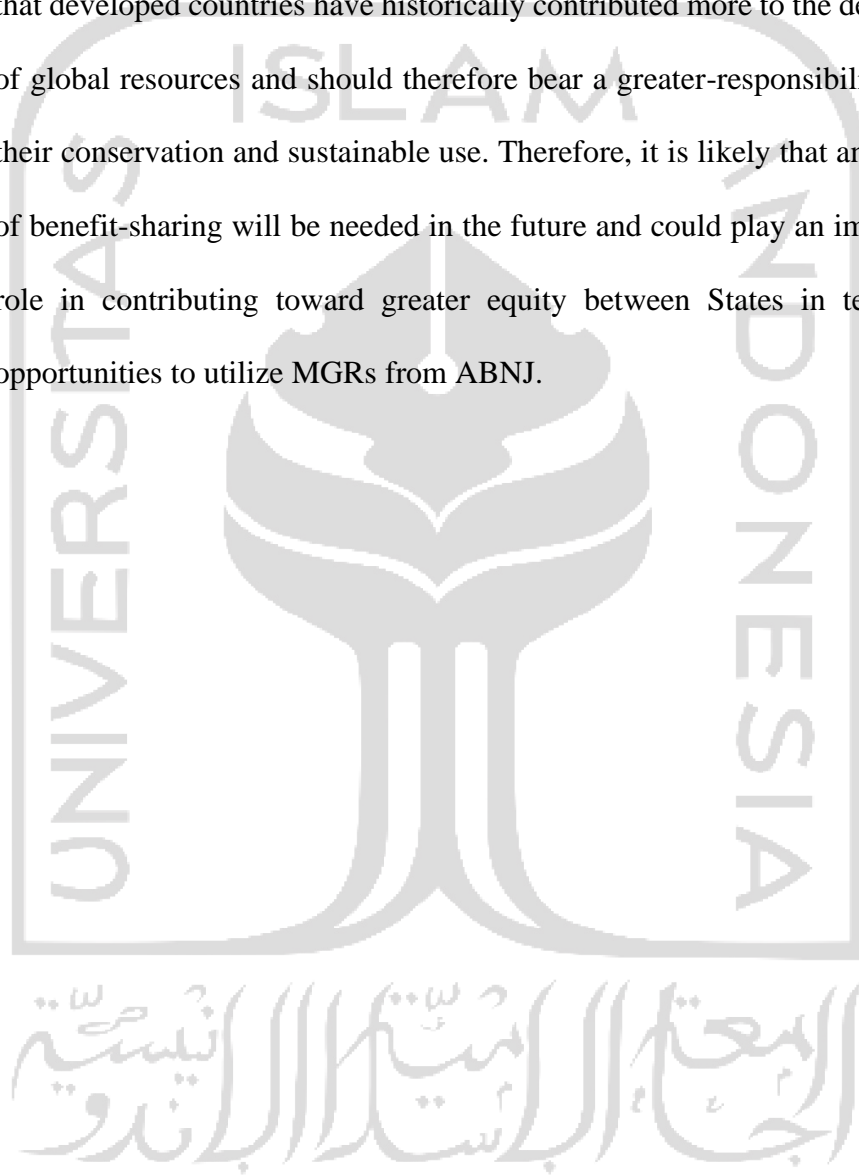 that developed countries have historically contributed more to the de
of global resources and should therefore bear a greater-responsibili
their conservation and sustainable use. Therefore, it is likely that an
of benefit-sharing will be needed in the future and could play an im
role in contributing toward greater equity between States in te
opportunities to utilize MGRs from ABNJ.
ISLAM
UNIVERSITAS
INDONESIA